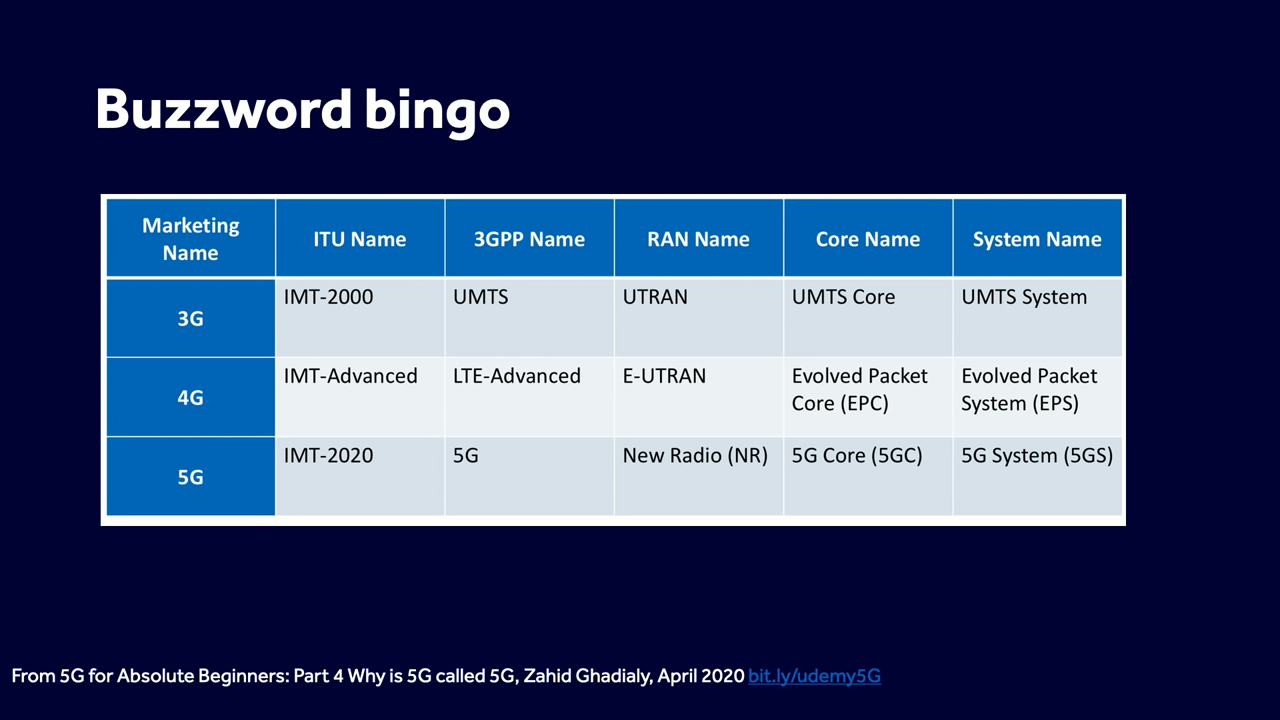 Buzzword bingo
Marketing Name ITU Name 3GPP Name RAN Name Core Name System Name
3G IMT-2000 UMTS UTRAN UMTS Core UMTS System
4G IMT-Advanced LTE-Advanced E-UTRAN Evolved Packet Core (EPC) Evolved Packet System (EPS)
5G IMT-2020 5G New Radio (NR) 5G Core (5GC) 5G System (5GS)
From 5G for Absolute Beginners: Part 4 Why is 5G called 5G, Zahid Ghadialy, April 2020 bit.ly/udemy5G